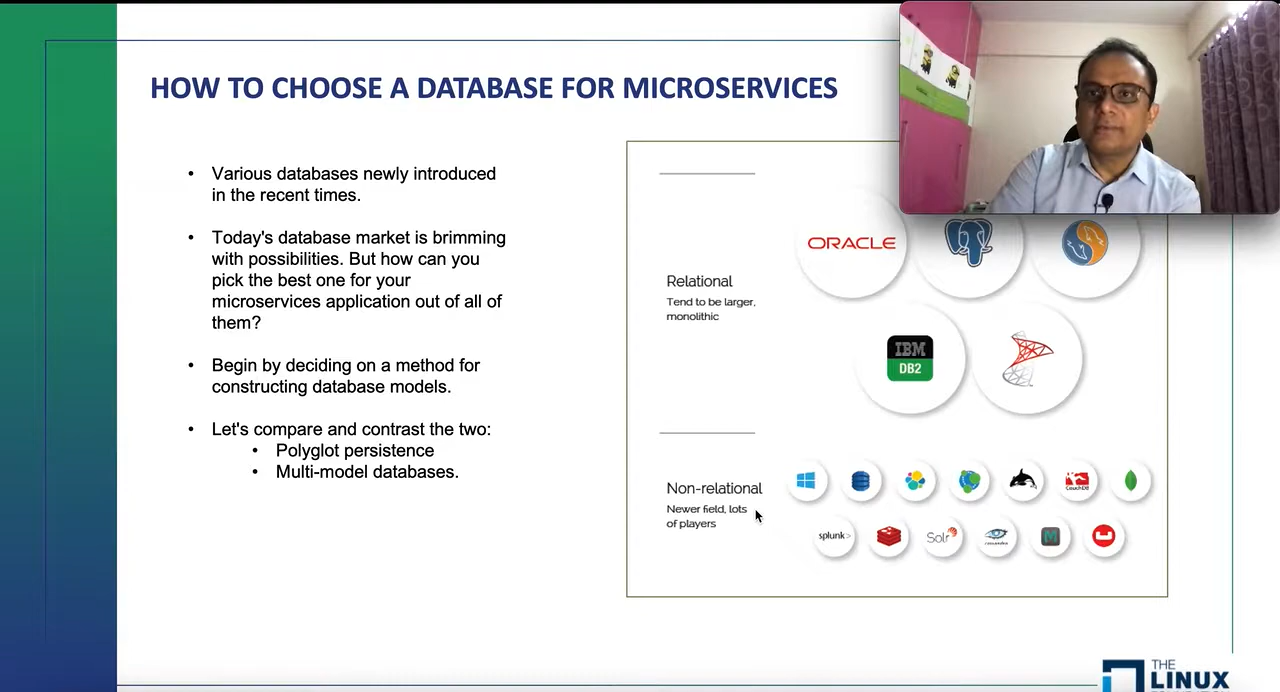 HOW TO CHOOSE A DATABASE FOR MICROSERVICES
• Various databases newly introduced
in the recent times.
• Today's database market is brimming
with possibilities. But how can you
pick the best one for your
microservices application out of all of
them?
• Begin by deciding on a method for
constructing database models.
• Let's compare and contrast the two:
• Polyglot persistence
• Multi-model databases.
Relational
Tend to be larger,
monolithic
ORACLE
IBM
DB2
Non-relational
Newer field, lots
of players
CouchDB
splunk>
Solr
cassandra
M
THE
LINUX